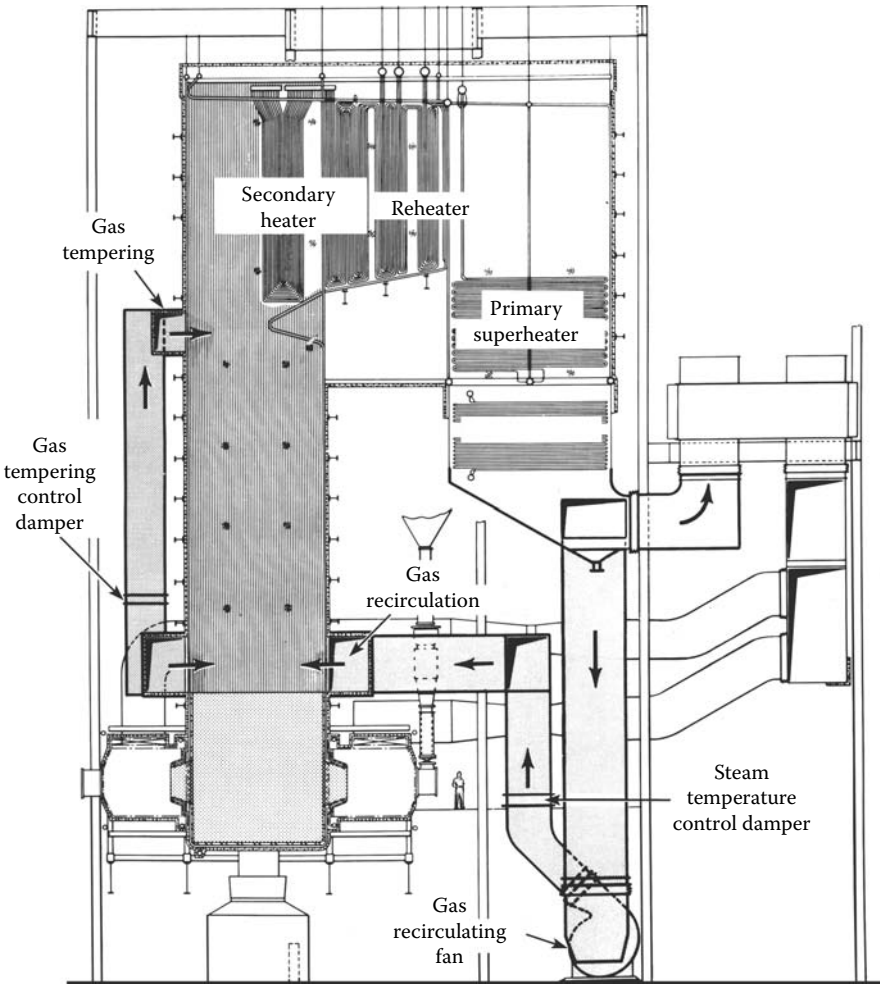 Secondary
heater
Reheater
Gas
tempering
Primary
superheater
Gas
tempering
control
damper
Gas
recirculation
Steam
temperature
control damper
Gas
recirculating
fan